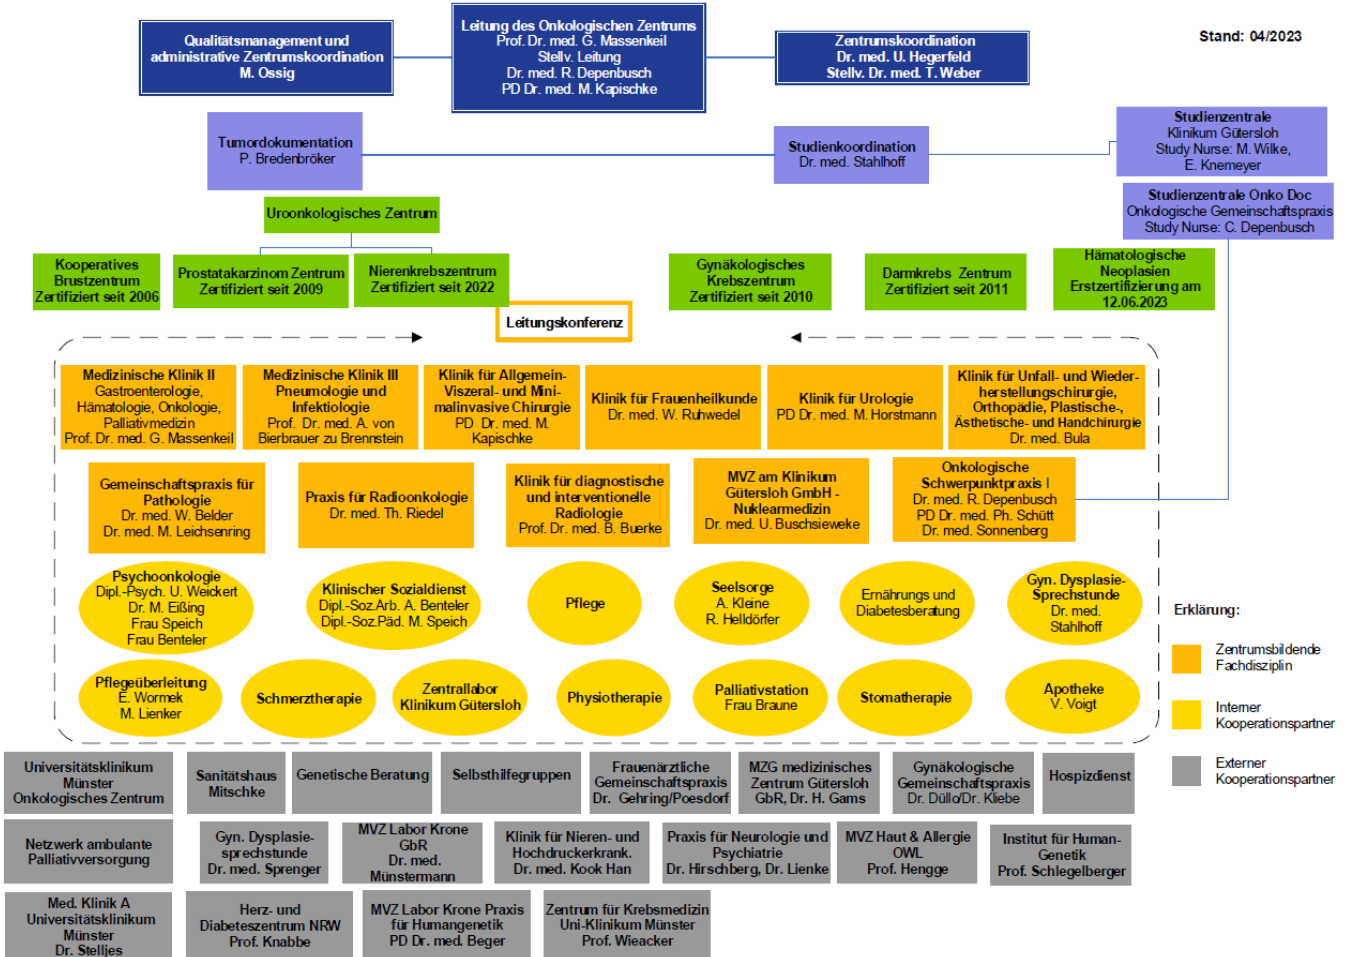 Qualitätsmanagement und
administrative Zentrumskoordination
M. Ossig
Leitung des Onkologischen Zentrums
Prof. Dr. med. G. Massenkeil
Stellv. Leitung
Dr. med. R. Depenbusch
PD Dr. med. M. Kapischke
Zentrumskoordination
Dr. med. U. Hegerfeld
Stellv. Dr. med. T. Weber
Stand: 04/2023
Tumordokumentation
P. Bredenbröker
Studienkoordination
Dr. med. Stahlhoff
Studienzentrale
Klinikum Gütersloh
Study Nurse: M. Wilke,
E. Knemeyer
Studienzentrale Onko Doc
Onkologische Gemeinschaftspraxis
Study Nurse: C. Depenbusch
Uroonkologisches Zentrum
Kooperatives
Brustzentrum
Zertifiziert seit 2006
Prostatakarzinom Zentrum
Zertifiziert seit 2009
Nierenkrebszentrum
Zertifiziert seit 2022
Gynäkologisches
Krebszentrum
Zertifiziert seit 2010
Darmkrebs Zentrum
Zertifiziert seit 2011
Hämatologische
Neoplasien
Erstzertifizierung am
12.06.2023
Leitungskonferenz
Medizinische Klinik II
Gastroenterologie,
Hämatologie, Onkologie,
Palliativmedizin
Prof. Dr. med. G. Massenkeil
Medizinische Klinik III
Pneumologie und
Infektiologie
Prof. Dr. med. A. von
Bierbrauer zu Brennstein
Klinik für Allgemein-
Viszeral- und Mini-
malinvasive Chirurgie
PD Dr. med. M.
Kapischke
Klinik für Frauenheilkunde
Dr. med. W. Ruhwedel
Klinik für Urologie
PD Dr. med. M. Horstmann
Klinik für Unfall- und Wieder-
herstellungschirurgie,
Orthopädie, Plastische-,
Ästhetische- und Handchirurgie
Dr. med. Bula
Gemeinschaftspraxis für
Pathologie
Dr. med. W. Belder
Dr. med. M. Leichsenring
Praxis für Radioonkologie
Dr. med. Th. Riedel
Klinik für diagnostische
und interventionelle
Radiologie
Prof. Dr. med. B. Buerke
MVZ am Klinikum
Gütersloh GmbH -
Nuklearmedizin
Dr. med. U. Buschsieweke
Onkologische
Schwerpunktpraxis I
Dr. med. R. Depenbusch
PD Dr. med. Ph. Schütt
Dr. med. Sonnenberg
Psychoonkologie
Dipl.-Psych. U. Weickert
Dr. M. Eißing
Frau Speich
Frau Benteler
Klinischer Sozialdienst
Dipl.-Soz.Arb. A. Benteler
Dipl.-Soz.Päd. M. Speich
Pflege
Seelsorge
A. Kleine
R. Helldörfer
Ernährungs und
Diabetesberatung
Gyn. Dysplasie-
Sprechstunde
Dr. med.
Stahlhoff
Pflegeüberleitung
E. Wormek
M. Lienker
Schmerztherapie
Zentrallabor
Klinikum Gütersloh
Physiotherapie
Palliativstation
Frau Braune
Stomatherapie
Apotheke
V. Voigt
Erklärung:
Zentrumsbildende
Fachdisziplin
Interner
Kooperationspartner
Externer
Kooperationspartner
Universitätsklinikum
Münster
Onkologisches Zentrum
Sanitätshaus
Mitschke
Genetische Beratung
Selbsthilfegruppen
Frauenärztliche
Gemeinschaftspraxis
Dr. Gehring/Poesdorf
MZG medizinisches
Zentrum Gütersloh
GbR, Dr. H. Gams
Gynäkologische
Gemeinschaftspraxis
Dr. Düllo/Dr. Kliebe
Hospizdienst
Netzwerk ambulante
Palliativversorgung
Gyn. Dysplasie-
sprechstunde
Dr. med. Sprenger
MVZ Labor Krone
GbR
Dr. med.
Münstermann
Klinik für Nieren- und
Hochdruckerkrank.
Dr. med. Kook Han
Praxis für Neurologie und
Psychiatrie
Dr. Hirschberg, Dr. Lienke
MVZ Haut & Allergie
OWL
Prof. Hengge
Institut für Human-
Genetik
Prof. Schlegelberger
Med. Klinik A
Universitätsklinikum
Münster
Dr. Stelljes
Herz- und
Diabeteszentrum NRW
Prof. Knabbe
MVZ Labor Krone Praxis
für Humangenetik
PD Dr. med. Beger
Zentrum für Krebsmedizin
Uni-Klinikum Münster
Prof. Wieacker